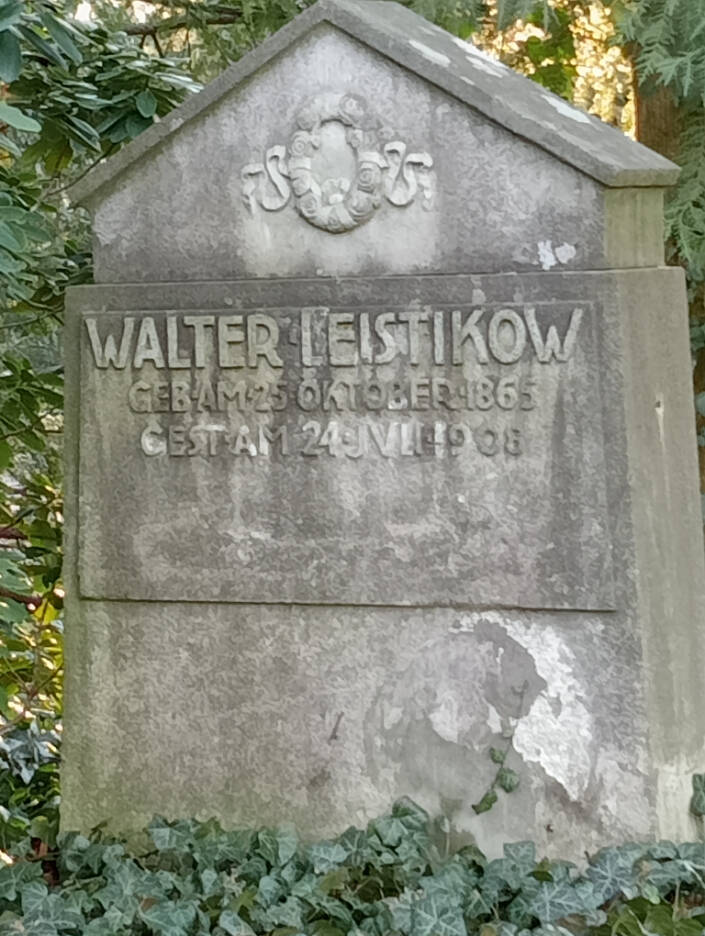 WALTER LEISTIKOW
GEB·AM·25·OKTOBER·1865
GEST·AM 24·JVLI·1908